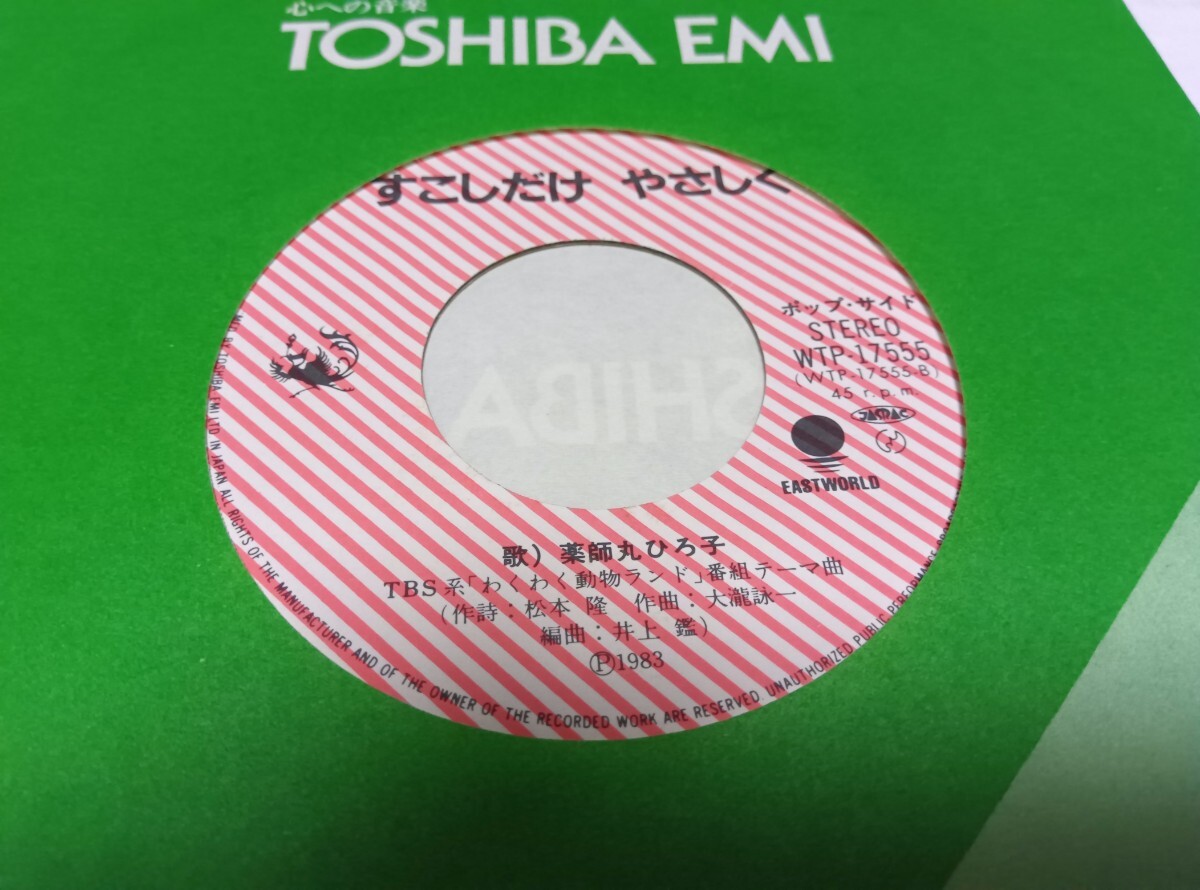 心への音楽
TOSHIBA EMI
すこしだけ やさしく
ポップ・サイド
STEREO
WTP-17555
(WTP-17555-B)
45 r.p.m.
JASRAC
EASTWORLD
SHIBA
歌）薬師丸ひろ子
TBS系「わくわく動物ランド」番組テーマ曲
(作詩：松本 隆 作曲：大瀧詠一
編曲：井上 鑑)
Ⓟ1983
MFD. BY TOSHIBA EMI LTD IN JAPAN ALL RIGHTS OF THE MANUFACTURER AND OF THE OWNER OF THE RECORDED WORK ARE RESERVED. UNAUTHORIZED PUBLIC PERFORMANCE